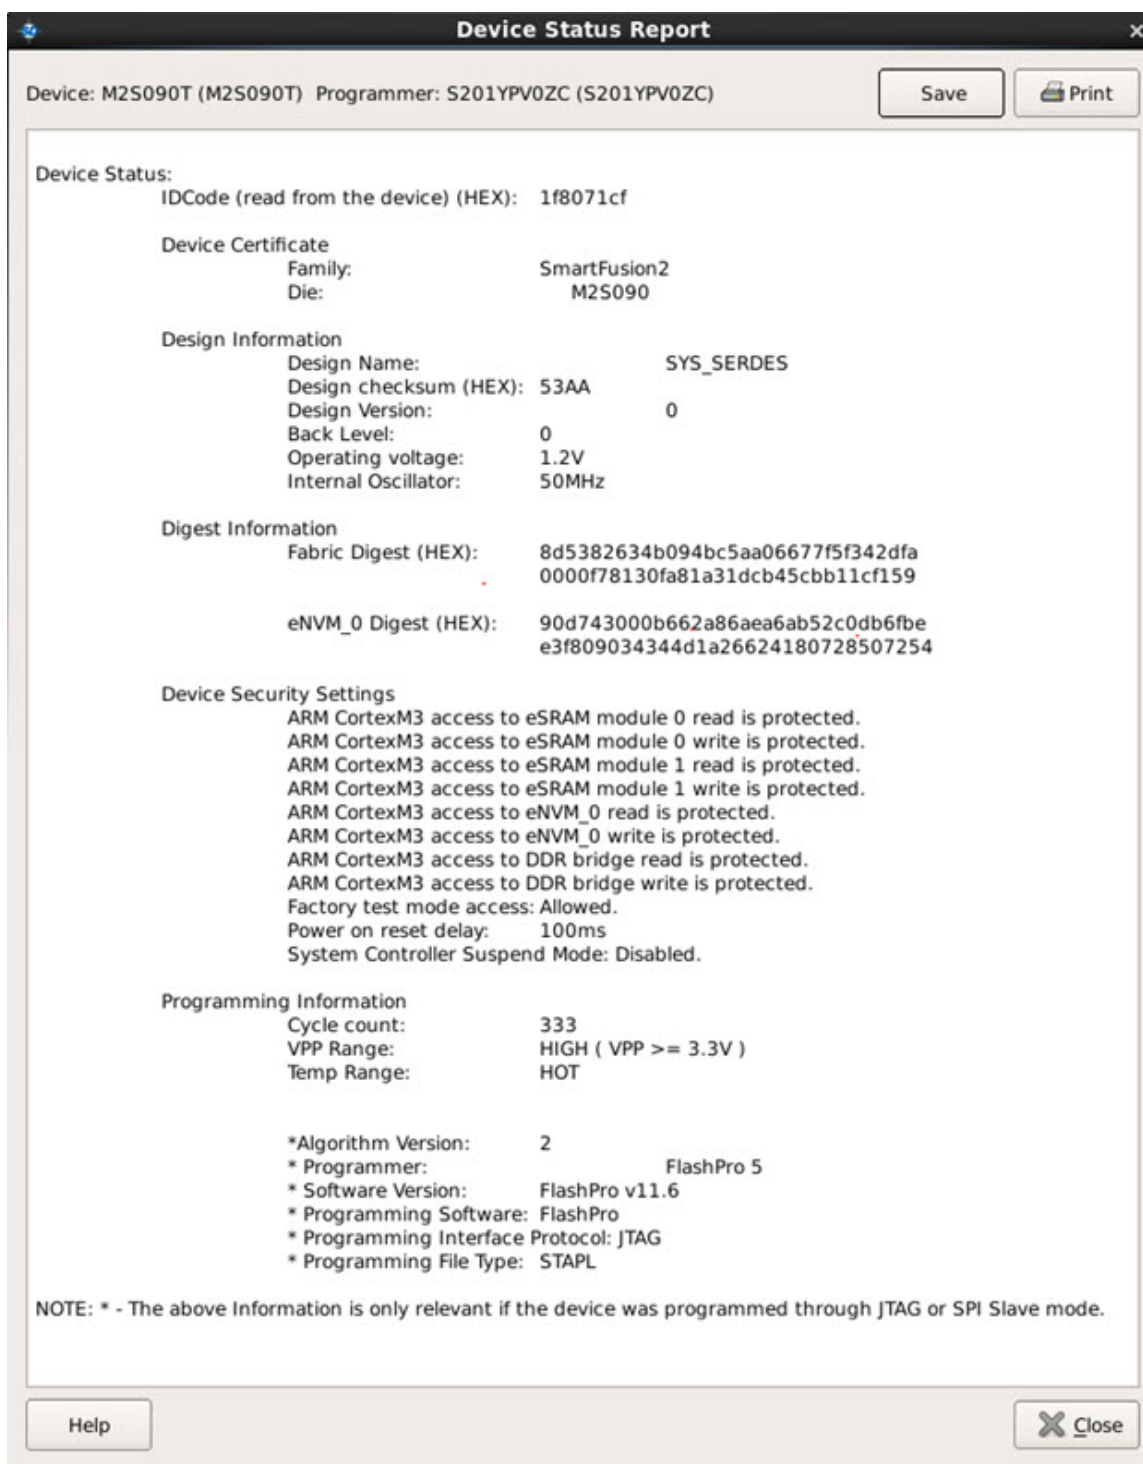 Device Status Report
Device: M2S090T (M2S090T) Programmer: S201YPV0ZC (S201YPV0ZC)
Save
Print
Device Status:
IDCode (read from the device) (HEX): 1f8071cf
Device Certificate
Family: SmartFusion2
Die: M2S090
Design Information
Design Name: SYS_SERDES
Design checksum (HEX): 53AA
Design Version: 0
Back Level: 0
Operating voltage: 1.2V
Internal Oscillator: 50MHz
Digest Information
Fabric Digest (HEX): 8d5382634b094bc5aa06677f5f342dfa
0000f78130fa81a31dcb45cbb11cf159
eNVM_0 Digest (HEX): 90d743000b662a86aea6ab52c0db6fbe
e3f809034344d1a26624180728507254
Device Security Settings
ARM CortexM3 access to eSRAM module 0 read is protected.
ARM CortexM3 access to eSRAM module 0 write is protected.
ARM CortexM3 access to eSRAM module 1 read is protected.
ARM CortexM3 access to eSRAM module 1 write is protected.
ARM CortexM3 access to eNVM_0 read is protected.
ARM CortexM3 access to eNVM_0 write is protected.
ARM CortexM3 access to DDR bridge read is protected.
ARM CortexM3 access to DDR bridge write is protected.
Factory test mode access: Allowed.
Power on reset delay: 100ms
System Controller Suspend Mode: Disabled.
Programming Information
Cycle count: 333
VPP Range: HIGH ( VPP >= 3.3V )
Temp Range: HOT
*Algorithm Version: 2
* Programmer: FlashPro 5
* Software Version: FlashPro v11.6
* Programming Software: FlashPro
* Programming Interface Protocol: JTAG
* Programming File Type: STAPL
NOTE: * - The above Information is only relevant if the device was programmed through JTAG or SPI Slave mode.
Help
Close